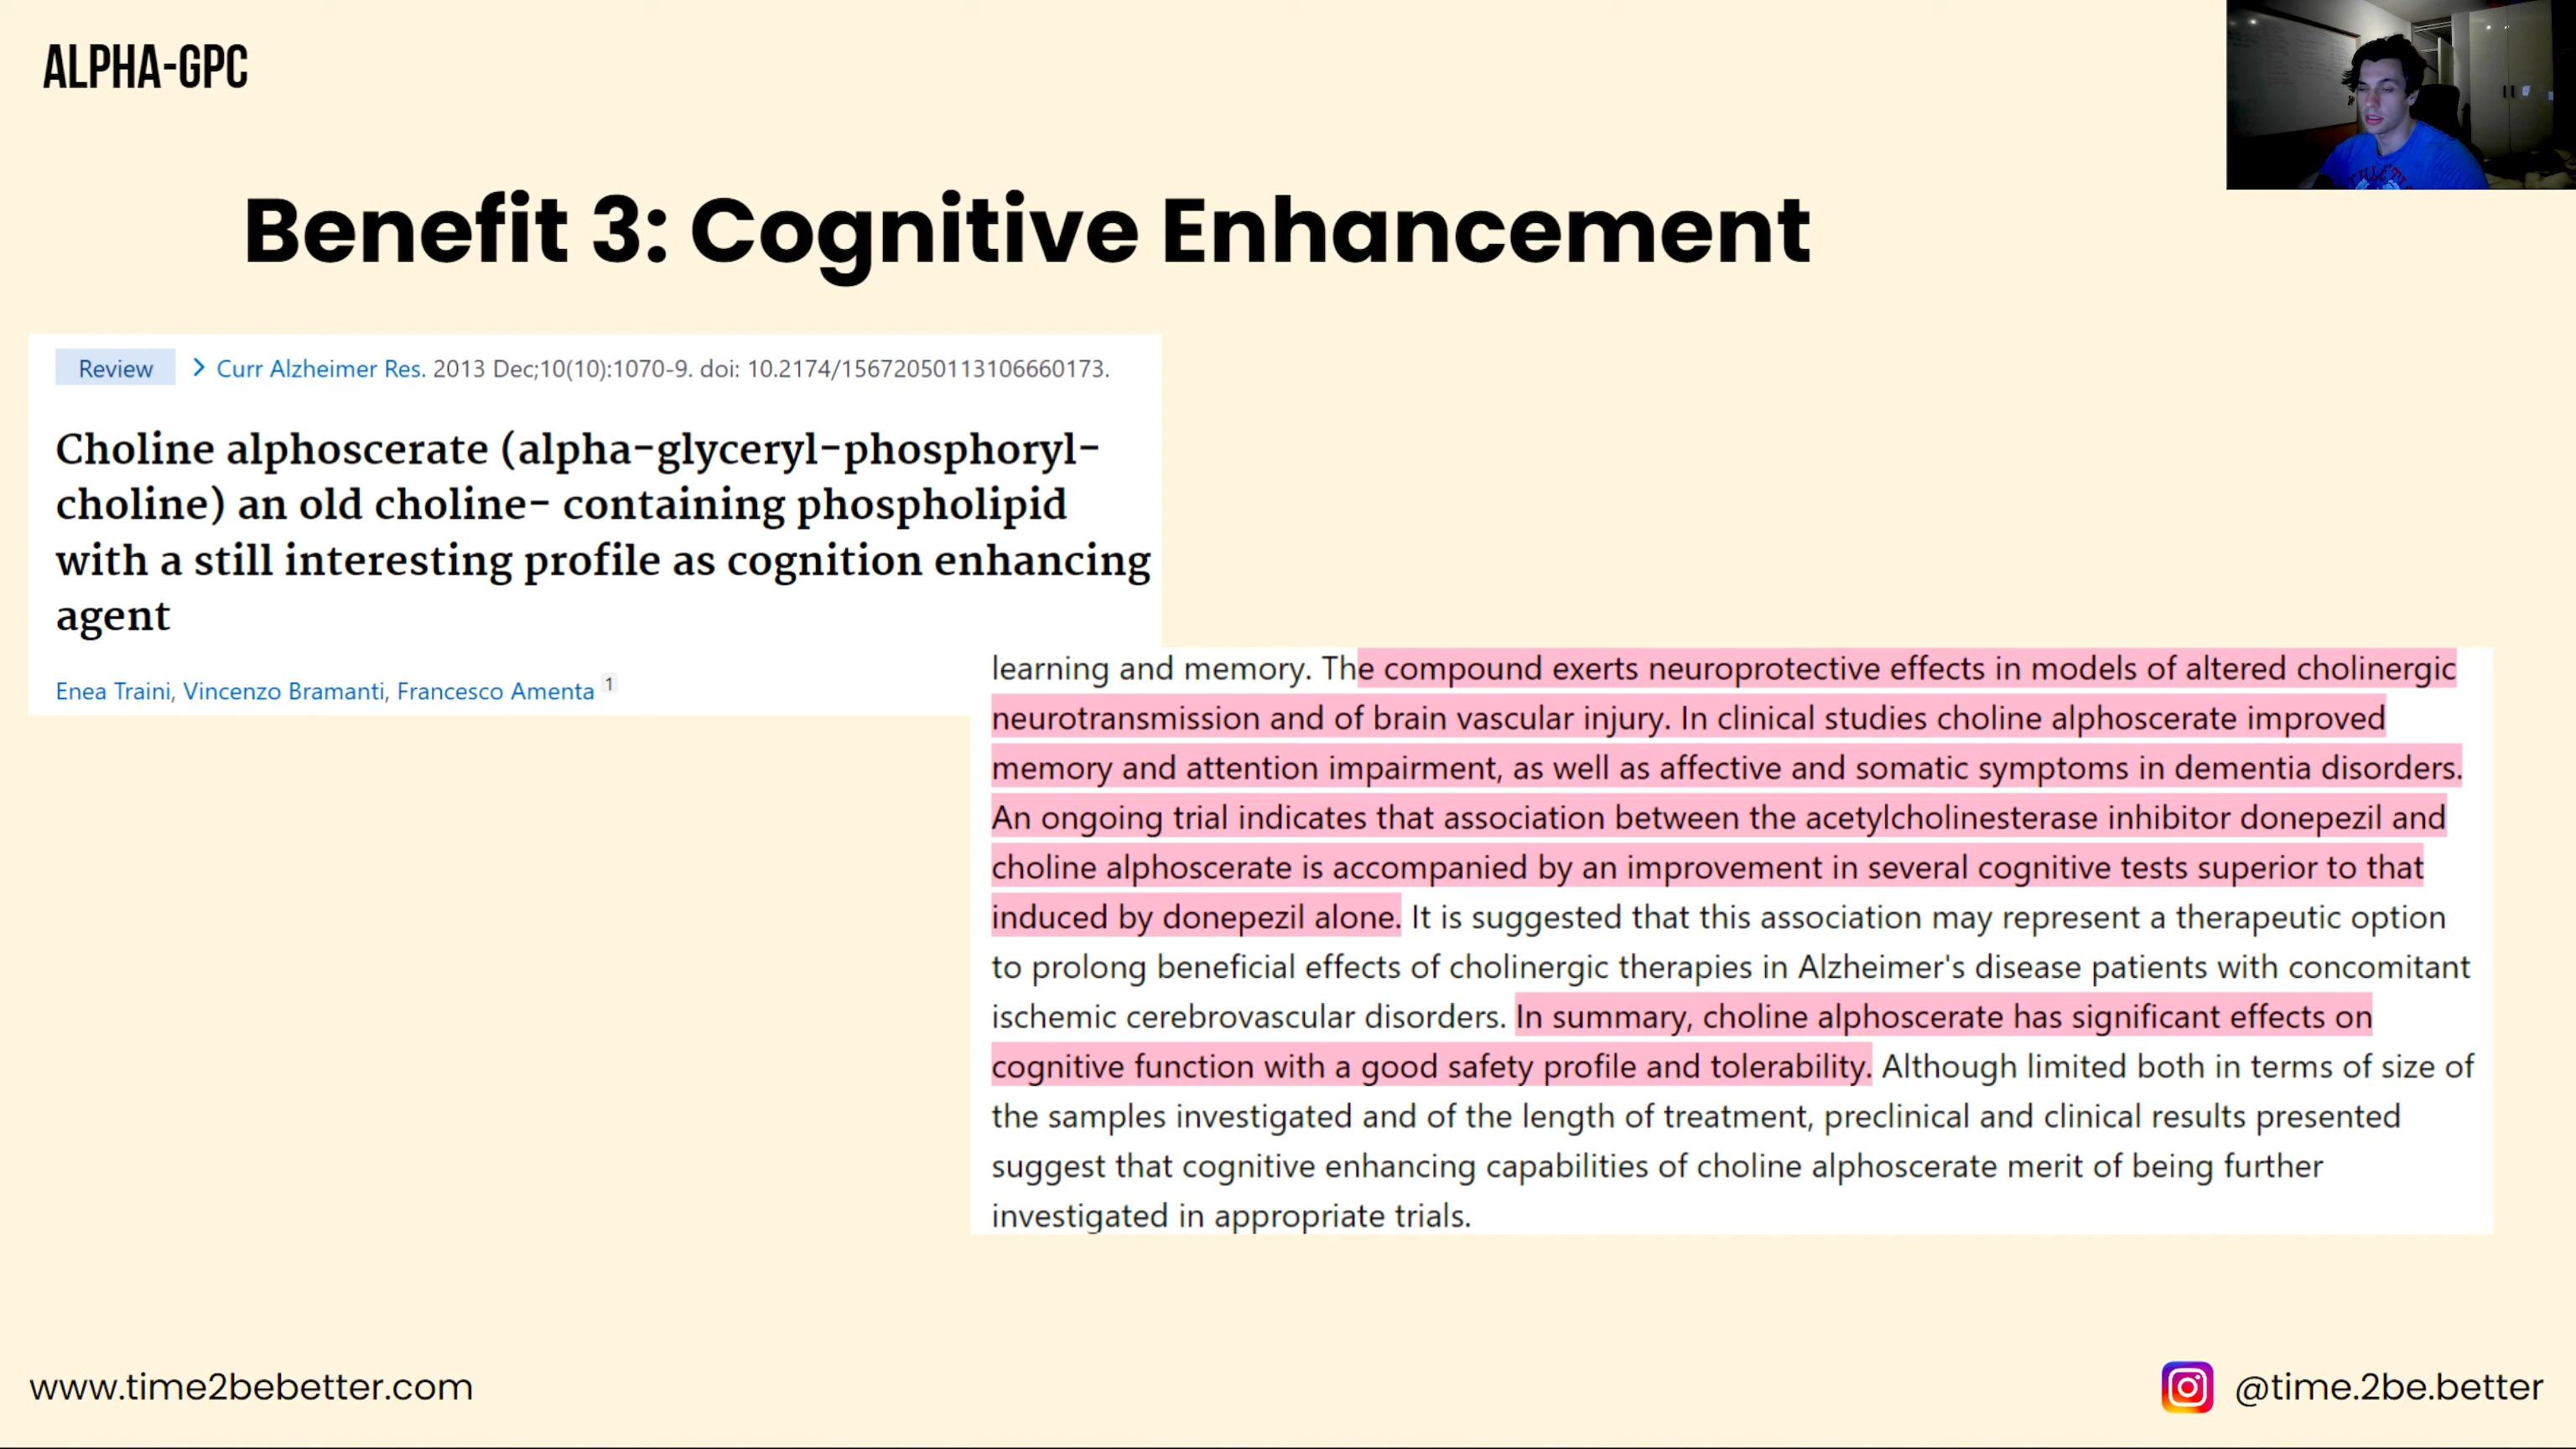 ALPHA-GPC
Benefit 3: Cognitive Enhancement
Review > Curr Alzheimer Res. 2013 Dec;10(10):1070-9. doi: 10.2174/15672050113106660173.
Choline alphoscerate (alpha-glyceryl-phosphoryl-
choline) an old choline- containing phospholipid
with a still interesting profile as cognition enhancing
agent
Enea Traini, Vincenzo Bramanti, Francesco Amenta 1
learning and memory. The compound exerts neuroprotective effects in models of altered cholinergic
neurotransmission and of brain vascular injury. In clinical studies choline alphoscerate improved
memory and attention impairment, as well as affective and somatic symptoms in dementia disorders.
An ongoing trial indicates that association between the acetylcholinesterase inhibitor donepezil and
choline alphoscerate is accompanied by an improvement in several cognitive tests superior to that
induced by donepezil alone. It is suggested that this association may represent a therapeutic option
to prolong beneficial effects of cholinergic therapies in Alzheimer's disease patients with concomitant
ischemic cerebrovascular disorders. In summary, choline alphoscerate has significant effects on
cognitive function with a good safety profile and tolerability. Although limited both in terms of size of
the samples investigated and of the length of treatment, preclinical and clinical results presented
suggest that cognitive enhancing capabilities of choline alphoscerate merit of being further
investigated in appropriate trials.
www.time2bebetter.com
@time.2be.better